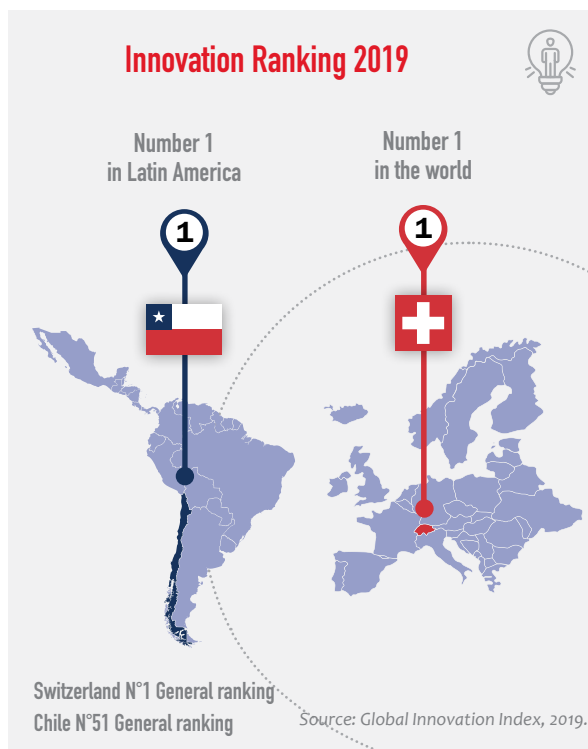 Innovation Ranking 2019
Number 1
in Latin America
Number 1
in the world
1
1
Switzerland N°1 General ranking
Chile N°51 General ranking
Source: Global Innovation Index, 2019.